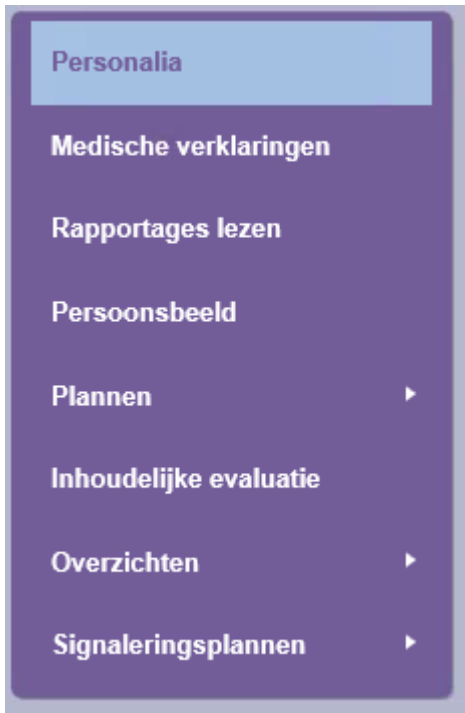 Personalia
Medische verklaringen
Rapportages lezen
Persoonsbeeld
Plannen
Inhoudelijke evaluatie
Overzichten
Signaleringsplannen